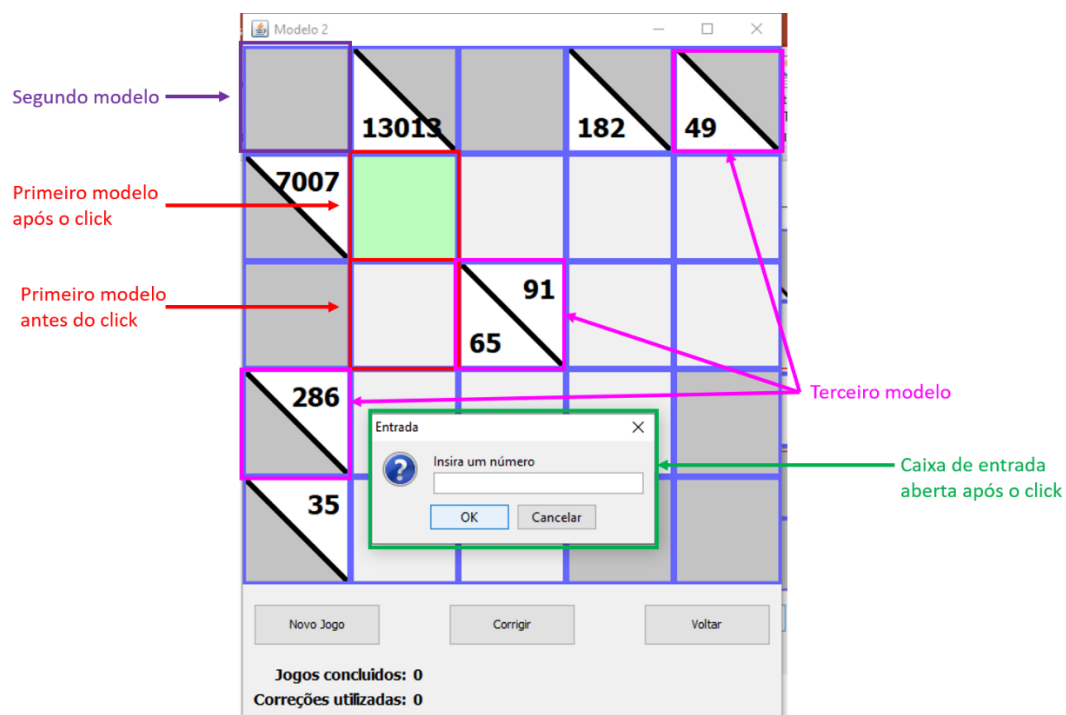 Modelo 2
Segundo modelo
13013
182
49
Primeiro modelo
após o click
7007
Primeiro modelo
antes do click
91
65
Terceiro modelo
286
Entrada
Insira um número
OK
Cancelar
Caixa de entrada
aberta após o click
35
Novo Jogo
Corrigir
Voltar
Jogos concluidos: 0
Correções utilizadas: 0